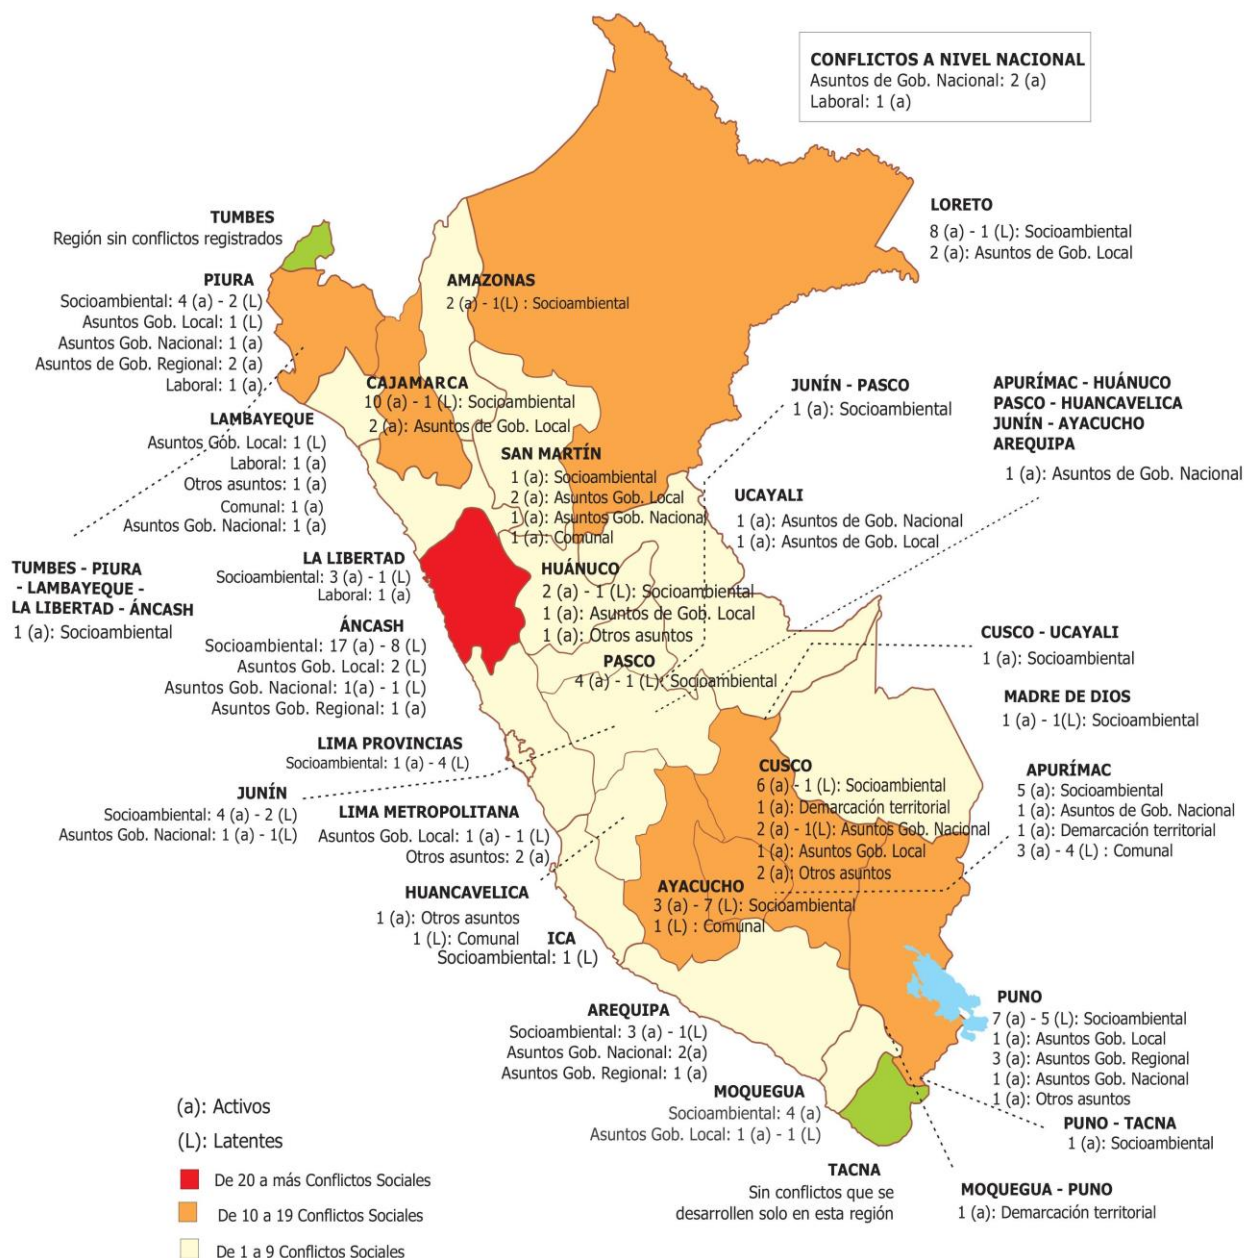 CONFLICTOS A NIVEL NACIONAL
Asuntos de Gob. Nacional: 2 (a)
Laboral: 1 (a)
LORETO
8 (a) - 1 (L): Socioambiental
2 (a): Asuntos de Gob. Local
TUMBES
Región sin conflictos registrados
PIURA
Socioambiental: 4 (a) - 2 (L)
Asuntos Gob. Local: 1 (L)
Asuntos Gob. Nacional: 1 (a)
Asuntos de Gob. Regional: 2 (a)
Laboral: 1 (a)
AMAZONAS
2 (a) - 1(L) : Socioambiental
CAJAMARCA
10 (a) - 1 (L): Socioambiental
2 (a): Asuntos de Gob. Local
LAMBAYEQUE
Asuntos Gob. Local: 1 (L)
Laboral: 1 (a)
Otros asuntos: 1 (a)
Comunal: 1 (a)
Asuntos Gob. Nacional: 1 (a)
SAN MARTÍN
1 (a): Socioambiental
2 (a): Asuntos Gob. Local
1 (a): Asuntos Gob. Nacional
1 (a): Comunal
JUNÍN - PASCO
1 (a): Socioambiental
APURÍMAC - HUÁNUCO
PASCO - HUANCAVELICA
JUNÍN - AYACUCHO
AREQUIPA
1 (a): Asuntos de Gob. Nacional
UCAYALI
1 (a): Asuntos de Gob. Nacional
1 (a): Asuntos de Gob. Local
TUMBES - PIURA
- LAMBAYEQUE -
LA LIBERTAD - ÁNCASH
1 (a): Socioambiental
LA LIBERTAD
Socioambiental: 3 (a) - 1 (L)
Laboral: 1 (a)
HUÁNUCO
2 (a) - 1 (L): Socioambiental
1 (a): Asuntos de Gob. Local
1 (a): Otros asuntos
ÁNCASH
Socioambiental: 17 (a) - 8 (L)
Asuntos Gob. Local: 2 (L)
Asuntos Gob. Nacional: 1(a) - 1 (L)
Asuntos Gob. Regional: 1 (a)
PASCO
4 (a) - 1 (L): Socioambiental
CUSCO - UCAYALI
1 (a): Socioambiental
MADRE DE DIOS
1 (a) - 1(L): Socioambiental
LIMA PROVINCIAS
Socioambiental: 1 (a) - 4 (L)
JUNÍN
Socioambiental: 4 (a) - 2 (L)
Asuntos Gob. Nacional: 1 (a) - 1(L)
LIMA METROPOLITANA
Asuntos Gob. Local: 1 (a) - 1 (L)
Otros asuntos: 2 (a)
CUSCO
6 (a) - 1 (L): Socioambiental
1 (a): Demarcación territorial
2 (a) - 1(L): Asuntos Gob. Nacional
1 (a): Asuntos Gob. Local
2 (a): Otros asuntos
APURÍMAC
5 (a): Socioambiental
1 (a): Asuntos de Gob. Nacional
1 (a): Demarcación territorial
3 (a) - 4 (L) : Comunal
HUANCAVELICA
1 (a): Otros asuntos
1 (L): Comunal
AYACUCHO
3 (a) - 7 (L): Socioambiental
1 (L) : Comunal
ICA
Socioambiental: 1 (L)
AREQUIPA
Socioambiental: 3 (a) - 1(L)
Asuntos Gob. Nacional: 2(a)
Asuntos Gob. Regional: 1 (a)
PUNO
7 (a) - 5 (L): Socioambiental
1 (a): Asuntos Gob. Local
3 (a): Asuntos Gob. Regional
1 (a): Asuntos Gob. Nacional
1 (a): Otros asuntos
MOQUEGUA
Socioambiental: 4 (a)
Asuntos Gob. Local: 1 (a) - 1 (L)
PUNO - TACNA
1 (a): Socioambiental
TACNA
Sin conflictos que se
desarrollen solo en esta región
MOQUEGUA - PUNO
1 (a): Demarcación territorial
(a): Activos
(L): Latentes
De 20 a más Conflictos Sociales
De 10 a 19 Conflictos Sociales
De 1 a 9 Conflictos Sociales